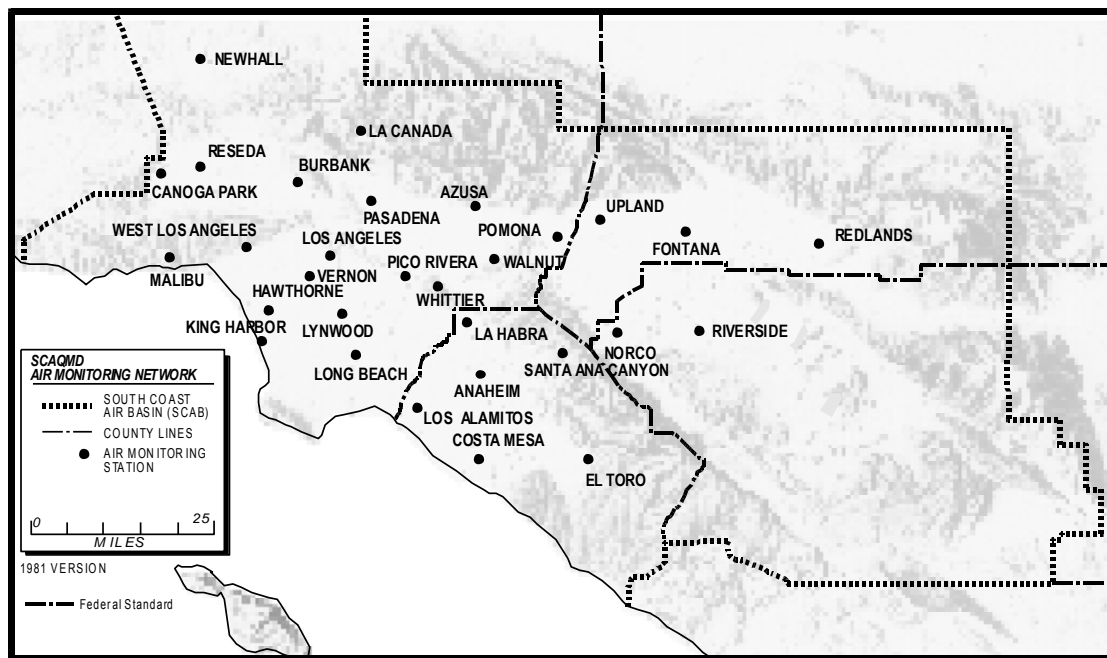 NEWHALL
LA CANADA
RESEDA
BURBANK
CANOGA PARK
AZUSA
PASADENA
UPLAND
WEST LOS ANGELES
LOS ANGELES
POMONA
FONTANA
REDLANDS
MALIBU
VERNON
PICO RIVERA
WALNUT
HAWTHORNE
WHITTIER
KING HARBOR
LYNWOOD
LA HABRA
NORCO
RIVERSIDE
LONG BEACH
SANTA ANA CANYON
ANAHEIM
LOS ALAMITOS
COSTA MESA
EL TORO
SCAQMD
AIR MONITORING NETWORK
SOUTH COAST
AIR BASIN (SCAB)
COUNTY LINES
AIR MONITORING
STATION
0 25
MILES
1981 VERSION
Federal Standard